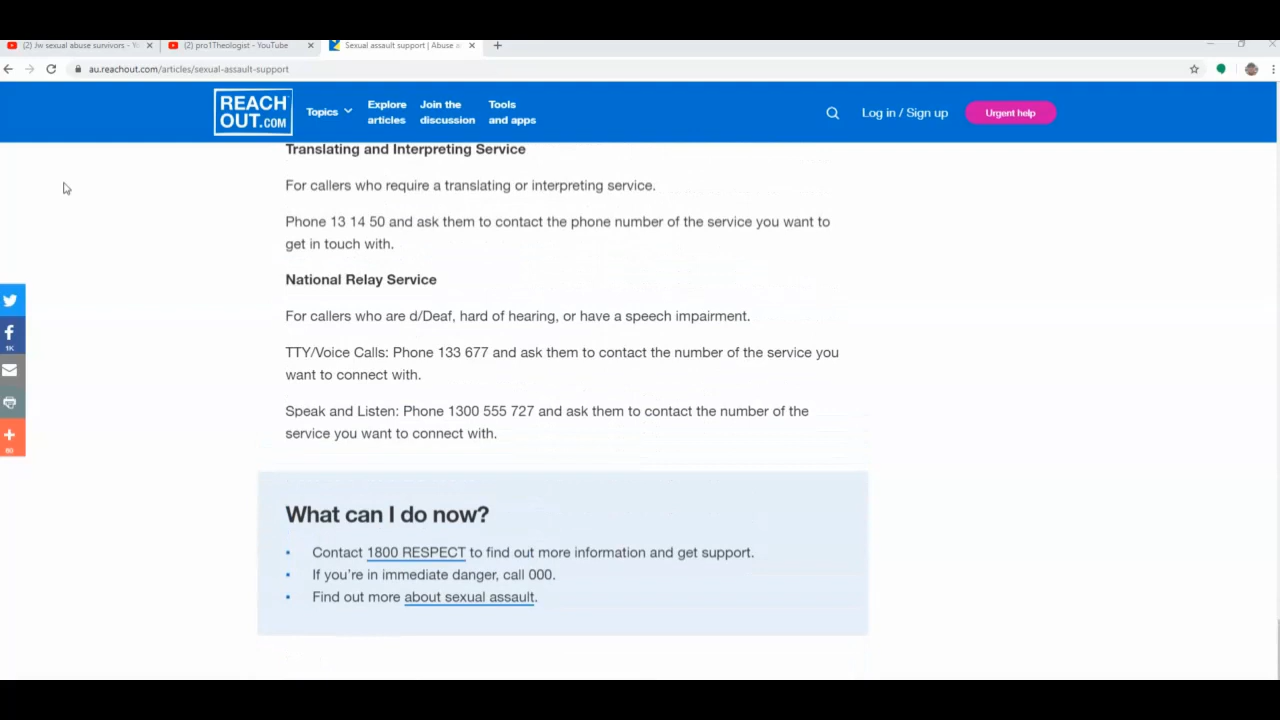 (2) Jw sexual abuse survivors - Y
(2) pro1Theologist - YouTube
Sexual assault support | Abuse a
au.reachout.com/articles/sexual-assault-support
REACH
OUT.COM
Topics
Explore
articles
Join the
discussion
Tools
and apps
Log in / Sign up
Urgent help
Translating and Interpreting Service
For callers who require a translating or interpreting service.
Phone 13 14 50 and ask them to contact the phone number of the service you want to
get in touch with.
National Relay Service
For callers who are d/Deaf, hard of hearing, or have a speech impairment.
TTY/Voice Calls: Phone 133 677 and ask them to contact the number of the service you
want to connect with.
Speak and Listen: Phone 1300 555 727 and ask them to contact the number of the
service you want to connect with.
1K
What can I do now?
• Contact 1800 RESPECT to find out more information and get support.
• If you're in immediate danger, call 000.
• Find out more about sexual assault.